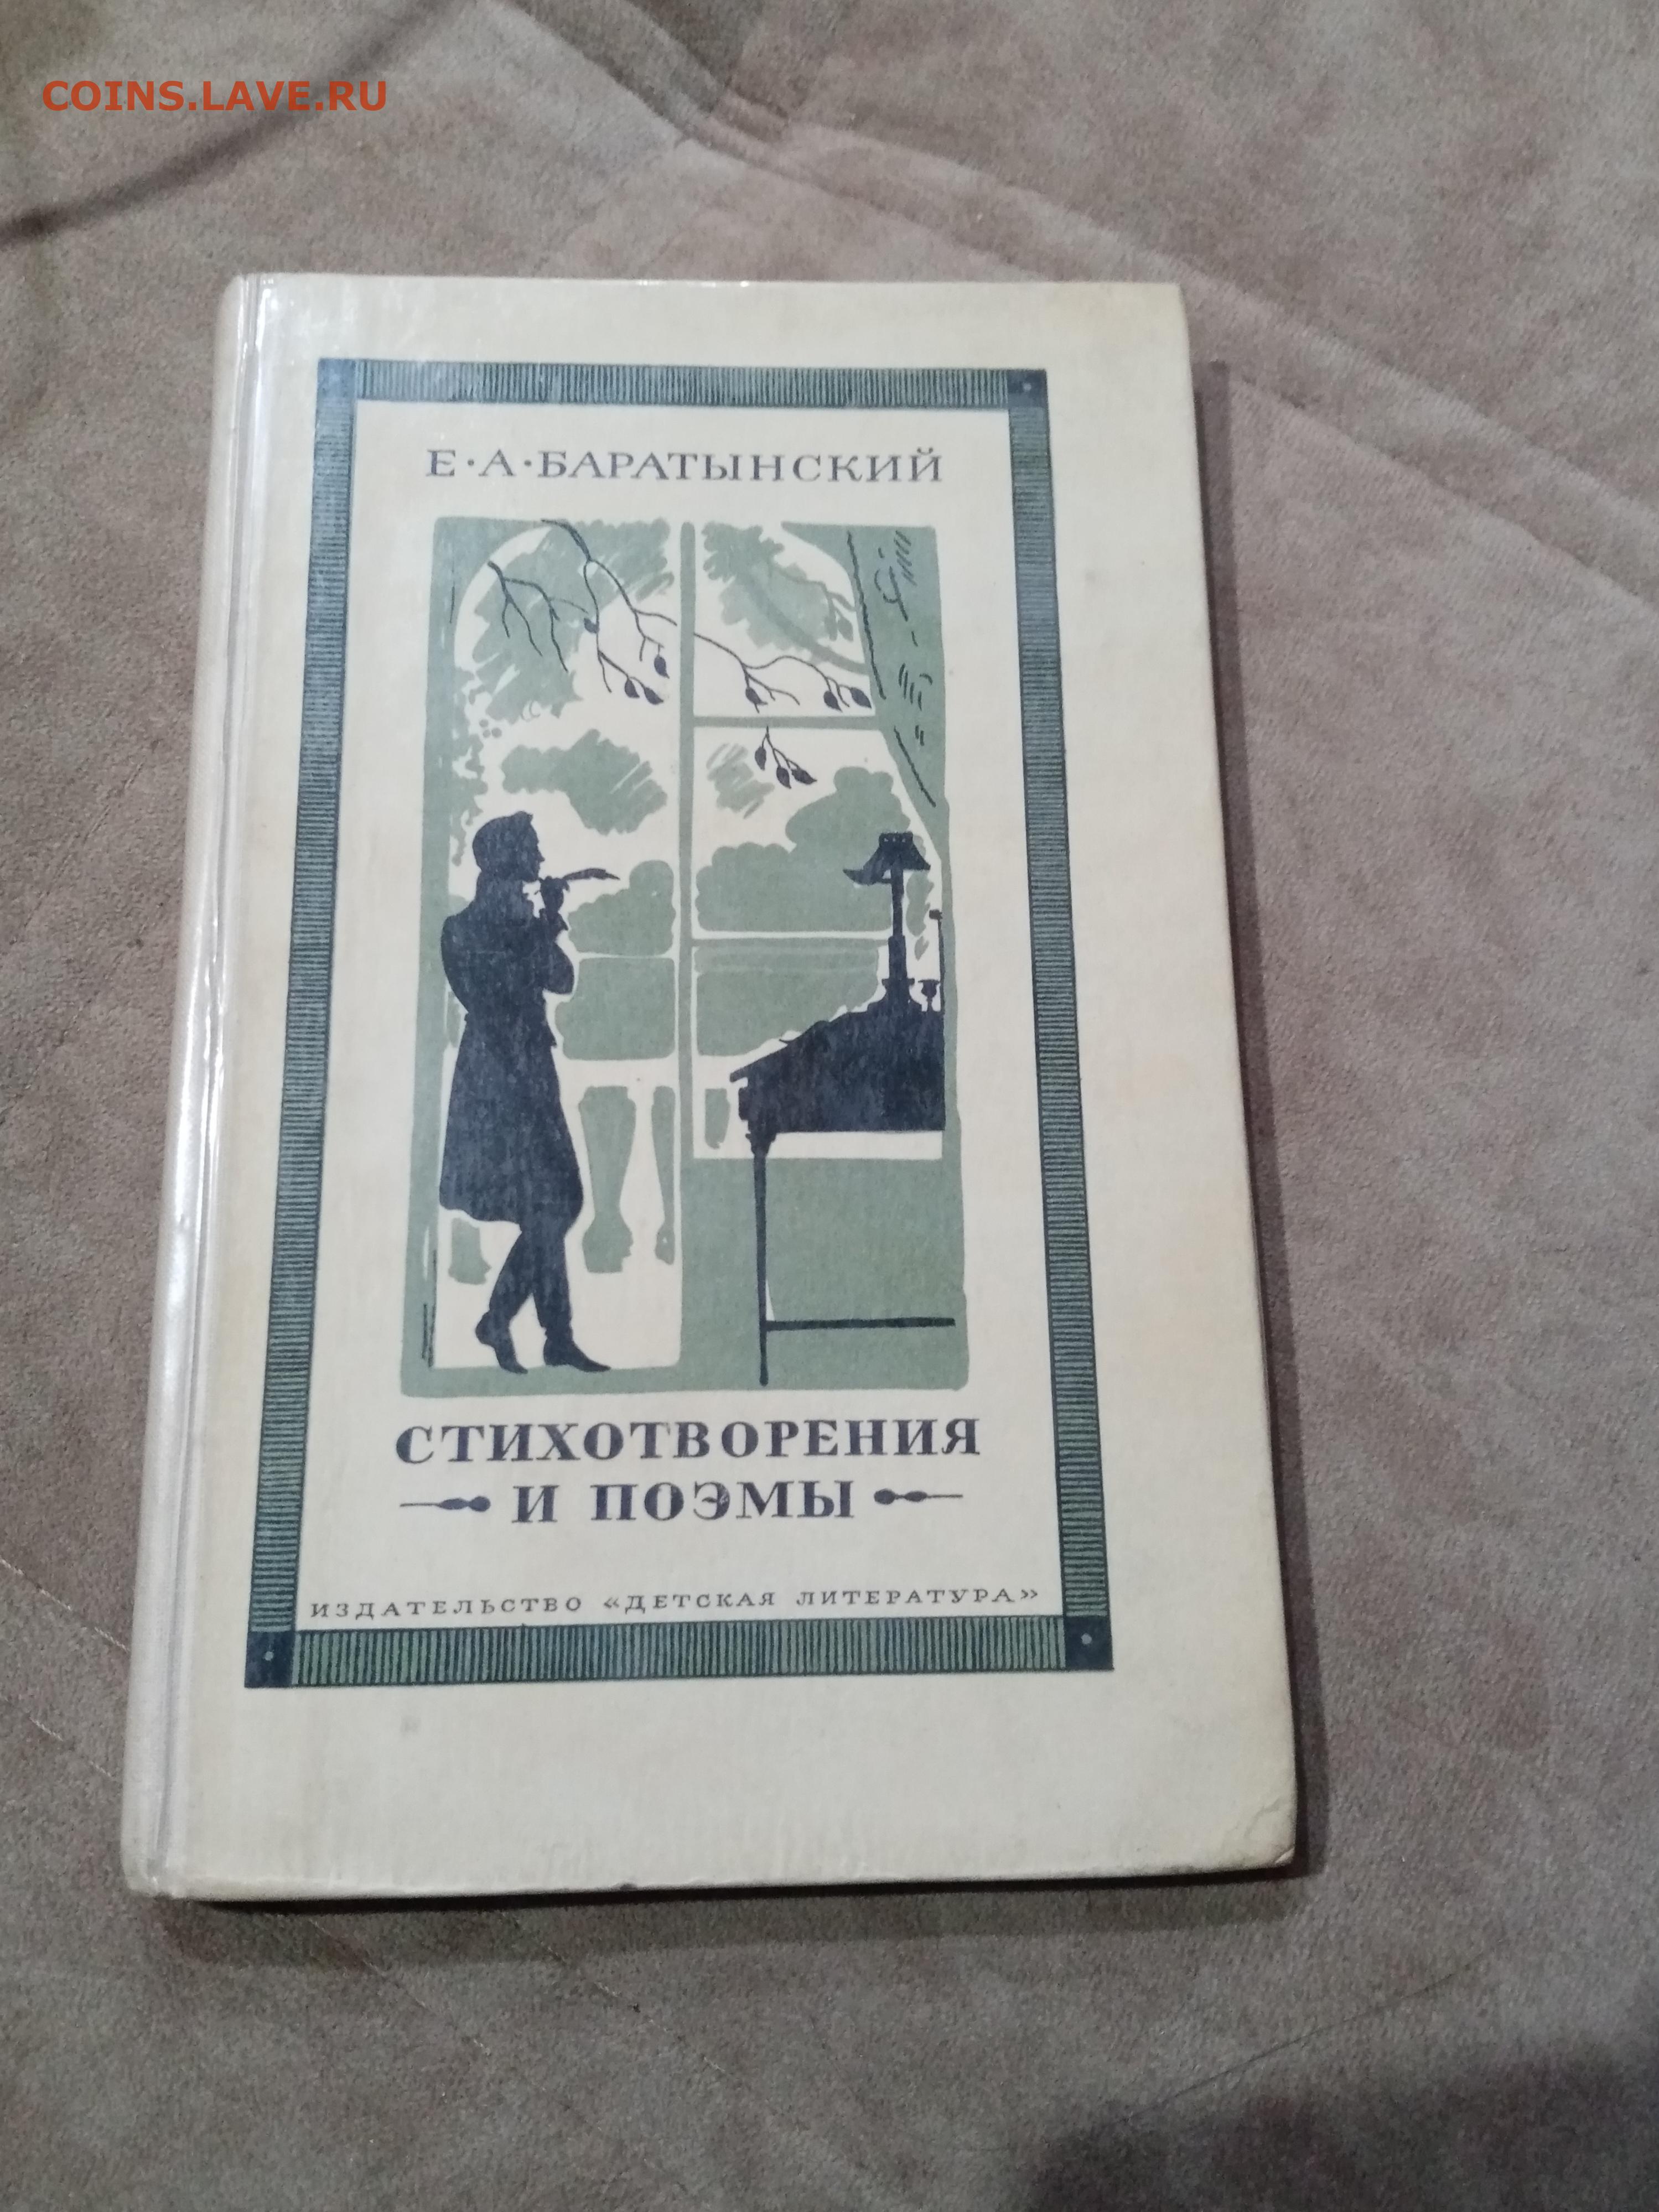 COINS.LAVE.RU
Е·А·БАРАТЫНСКИЙ
СТИХОТВОРЕНИЯ
И ПОЭМЫ
ИЗДАТЕЛЬСТВО «ДЕТСКАЯ ЛИТЕРАТУРА»